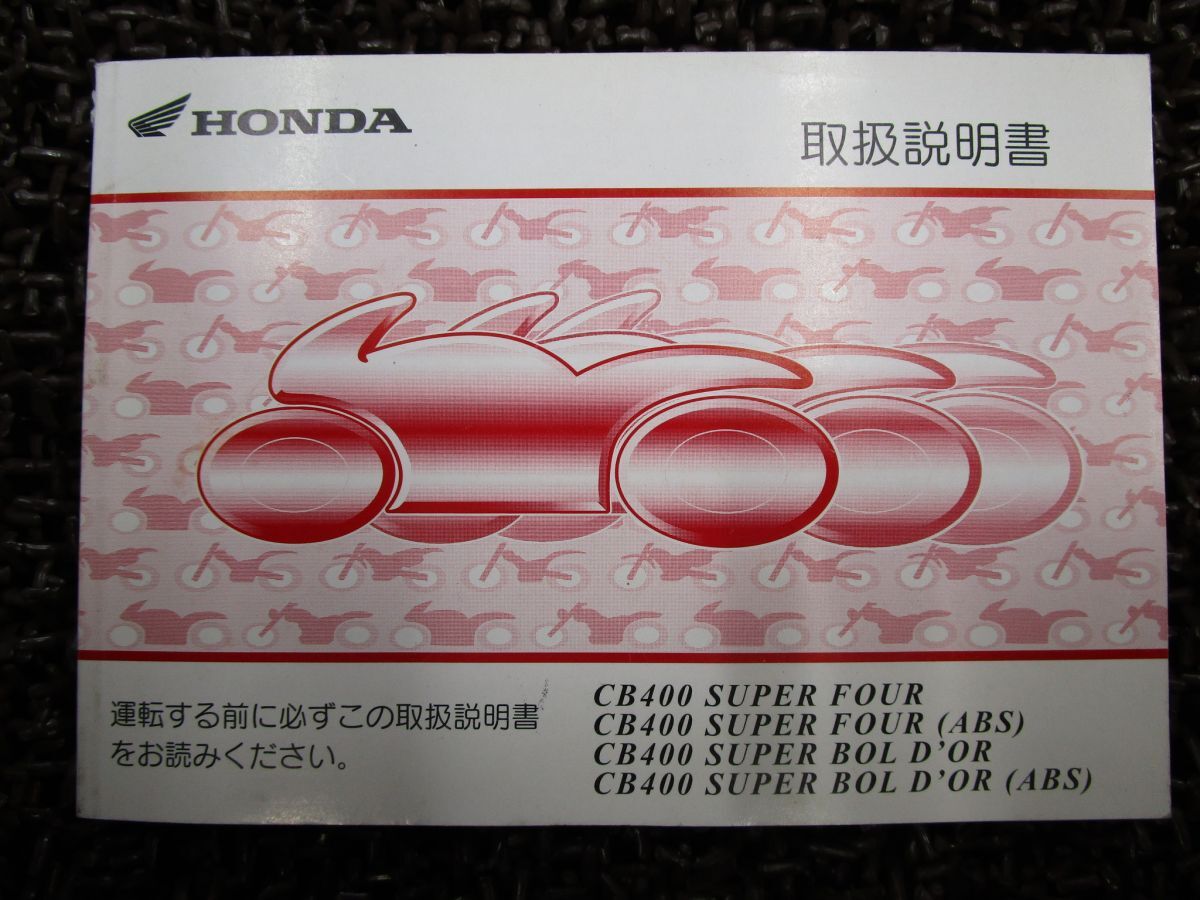 HONDA
取扱説明書
運転する前に必ずこの取扱説明書
をお読みください。
CB400 SUPER FOUR
CB400 SUPER FOUR (ABS)
CB400 SUPER BOL D'OR
CB400 SUPER BOL D'OR (ABS)